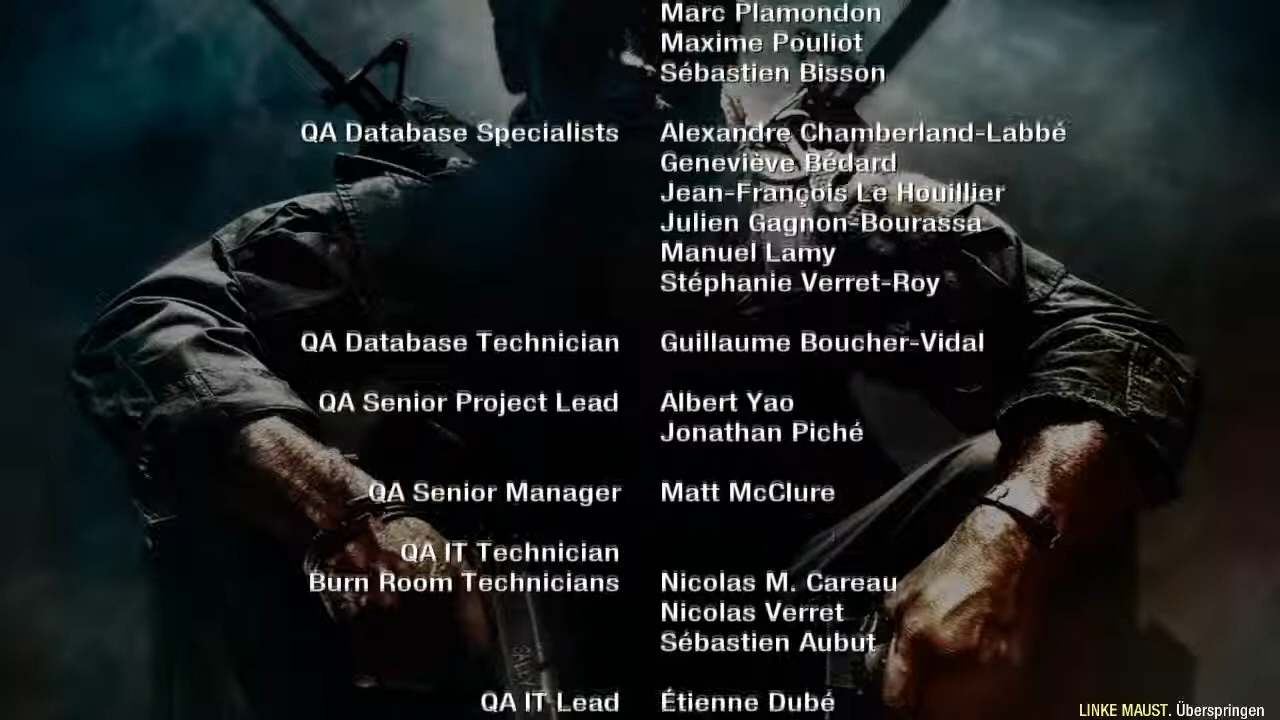 Marc Plamondon
Maxime Pouliot
Sébastien Bisson
QA Database Specialists Alexandre Chamberland-Labbé
Geneviève Bédard
Jean-François Le Houillier
Julien Gagnon-Bourassa
Manuel Lamy
Stéphanie Verret-Roy
QA Database Technician Guillaume Boucher-Vidal
QA Senior Project Lead Albert Yao
Jonathan Piché
QA Senior Manager Matt McClure
QA IT Technician
Burn Room Technicians Nicolas M. Careau
Nicolas Verret
Sébastien Aubut
QA IT Lead Étienne Dubé
LINKE MAUST. Überspringen